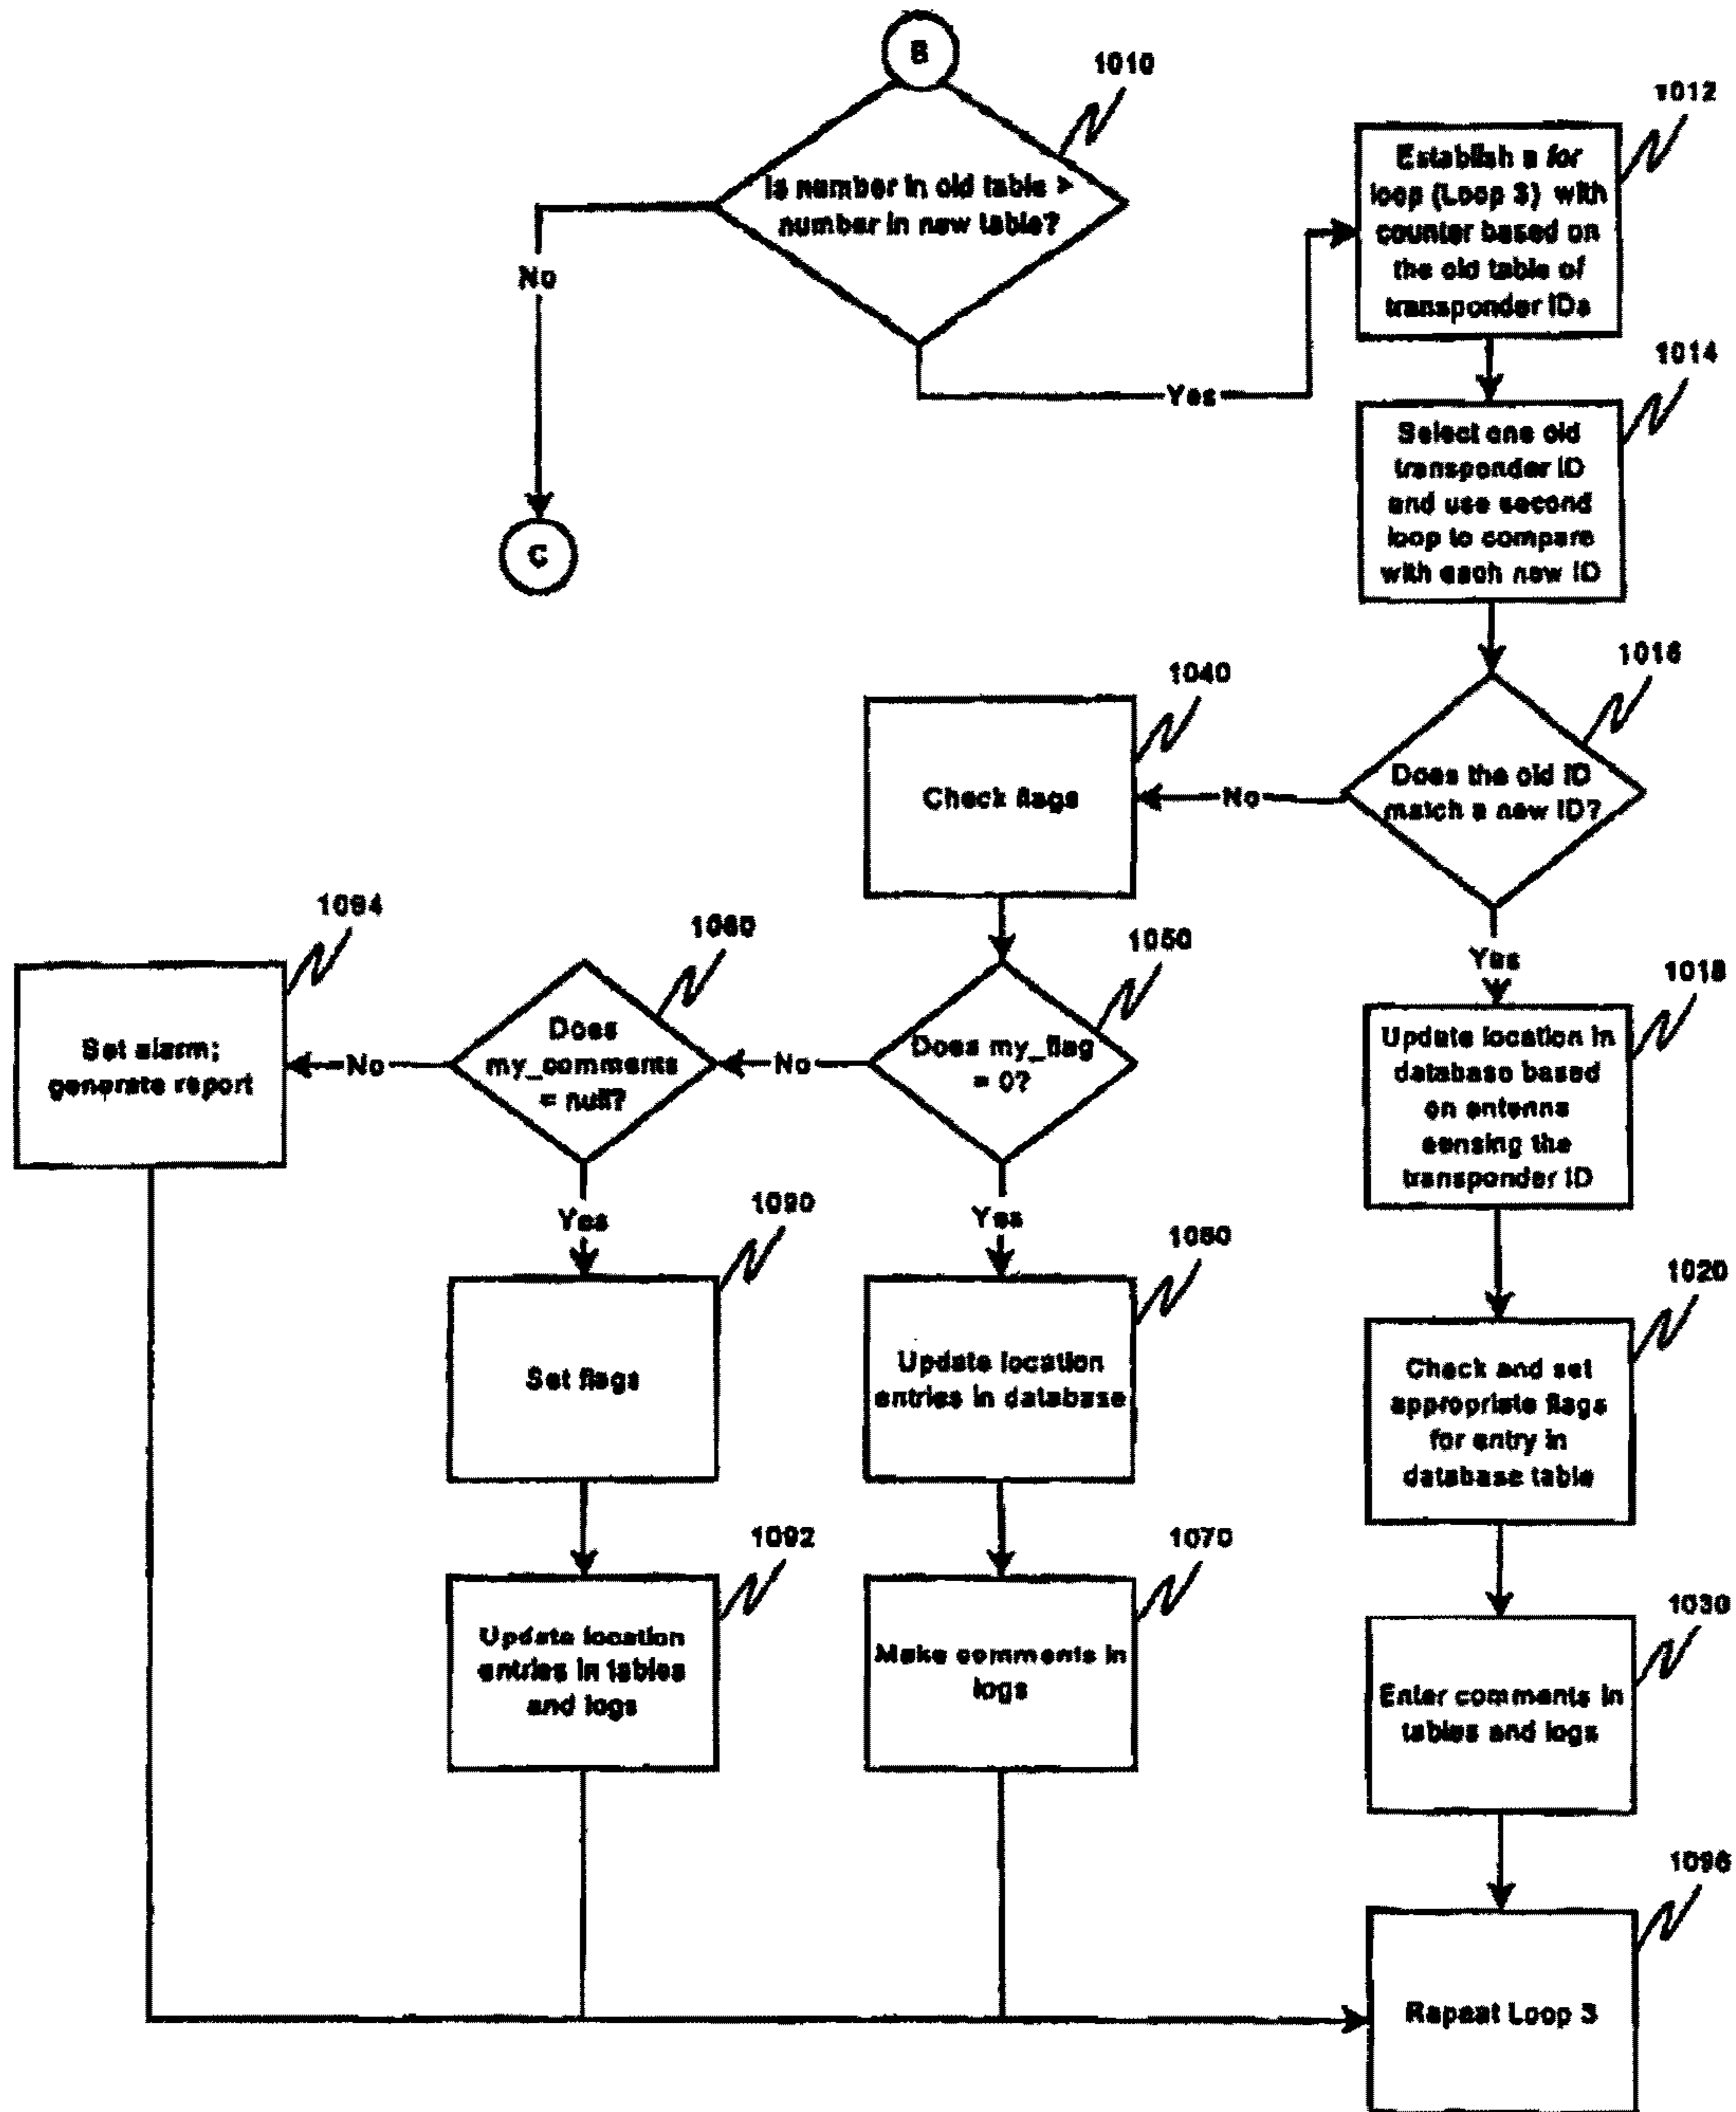 B
1010
Is number in old table >
number in new table?
No
C
Yes
1012
Establish a for
loop (Loop 3) with
counter based on
the old table of
transponder IDs
1014
Select one old
transponder ID
and use second
loop to compare
with each new ID
1016
Does the old ID
match a new ID?
No
1040
Check flags
Yes
1018
Update location in
database based
on antenna
sensing the
transponder ID
1050
Does my_flag
= 0?
No
1080
Does
my_comments
= null?
No
1094
Set alarm;
generate report
Yes
1090
Set flags
Yes
1060
Update location
entries in database
1020
Check and set
appropriate flags
for entry in
database table
1092
Update location
entries in tables
and logs
1070
Make comments in
logs
1030
Enter comments in
tables and logs
1096
Repeat Loop 3